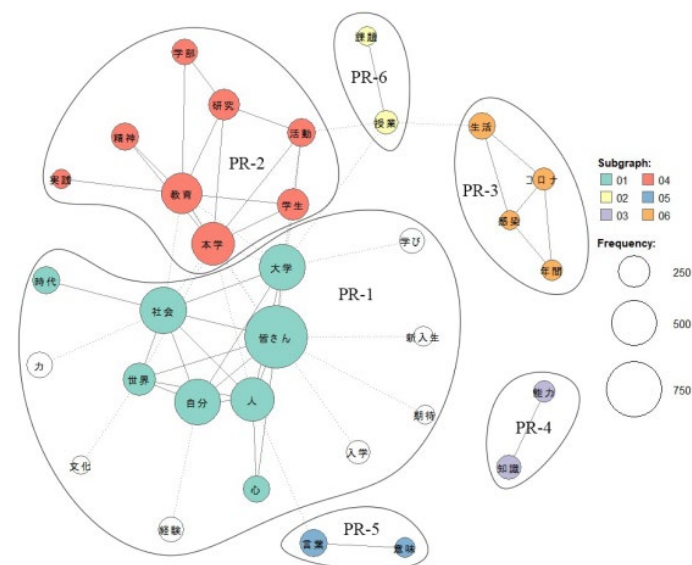 課題
PR-6
授業
学部
研究
活動
精神
PR-2
実践
教育
学生
本学
生活
コロナ
PR-3
感染
年間
Subgraph:
01
04
02
05
03
06
Frequency:
250
500
750
大学
学び
時代
PR-1
社会
皆さん
新入生
力
世界
自分
人
期待
入学
文化
心
経験
能力
PR-4
知識
PR-5
言葉
意味